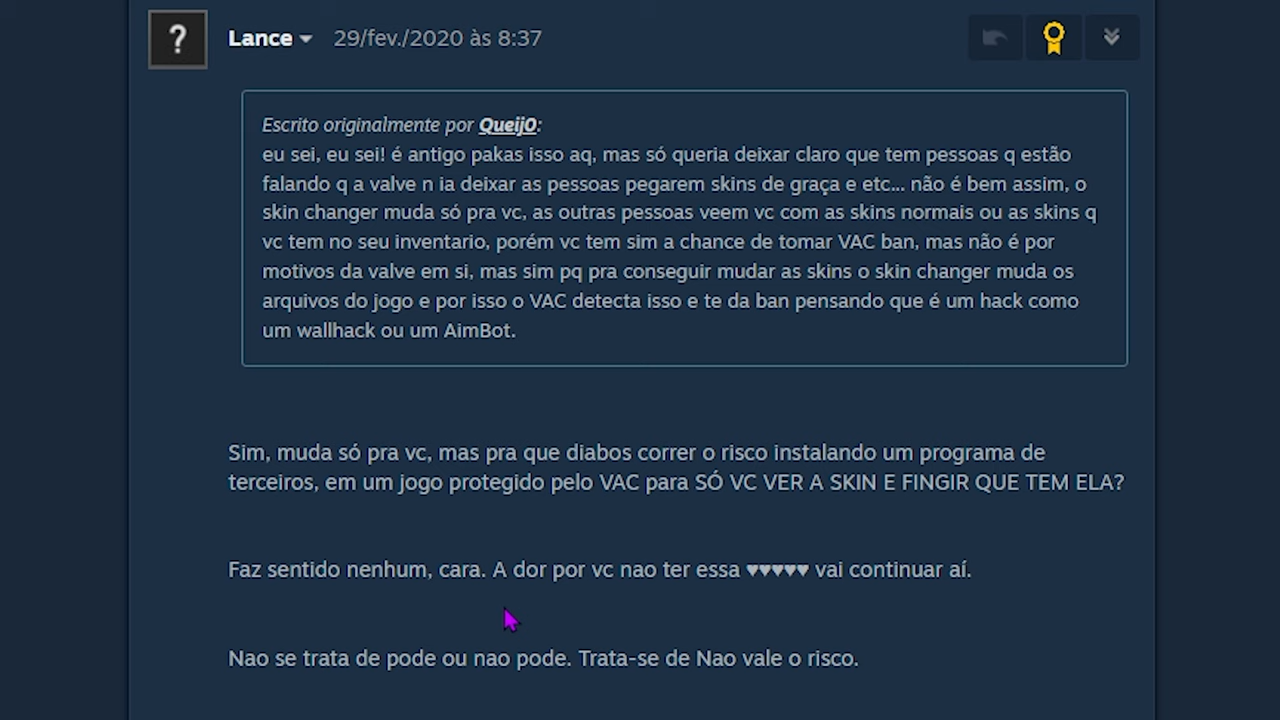 ?
Lance
29/fev./2020 às 8:37
Escrito originalmente por Queij0:
eu sei, eu sei! é antigo pakas isso aq, mas só queria deixar claro que tem pessoas q estão
falando q a valve n ia deixar as pessoas pegarem skins de graça e etc... não é bem assim, o
skin changer muda só pra vc, as outras pessoas veem vc com as skins normais ou as skins q
vc tem no seu inventario, porém vc tem sim a chance de tomar VAC ban, mas não é por
motivos da valve em si, mas sim pq pra conseguir mudar as skins o skin changer muda os
arquivos do jogo e por isso o VAC detecta isso e te da ban pensando que é um hack como
um wallhack ou um AimBot.
Sim, muda só pra vc, mas pra que diabos correr o risco instalando um programa de
terceiros, em um jogo protegido pelo VAC para SÓ VC VER A SKIN E FINGIR QUE TEM ELA?
Faz sentido nenhum, cara. A dor por vc nao ter essa ♥♥♥♥♥ vai continuar aí.
Nao se trata de pode ou nao pode. Trata-se de Nao vale o risco.